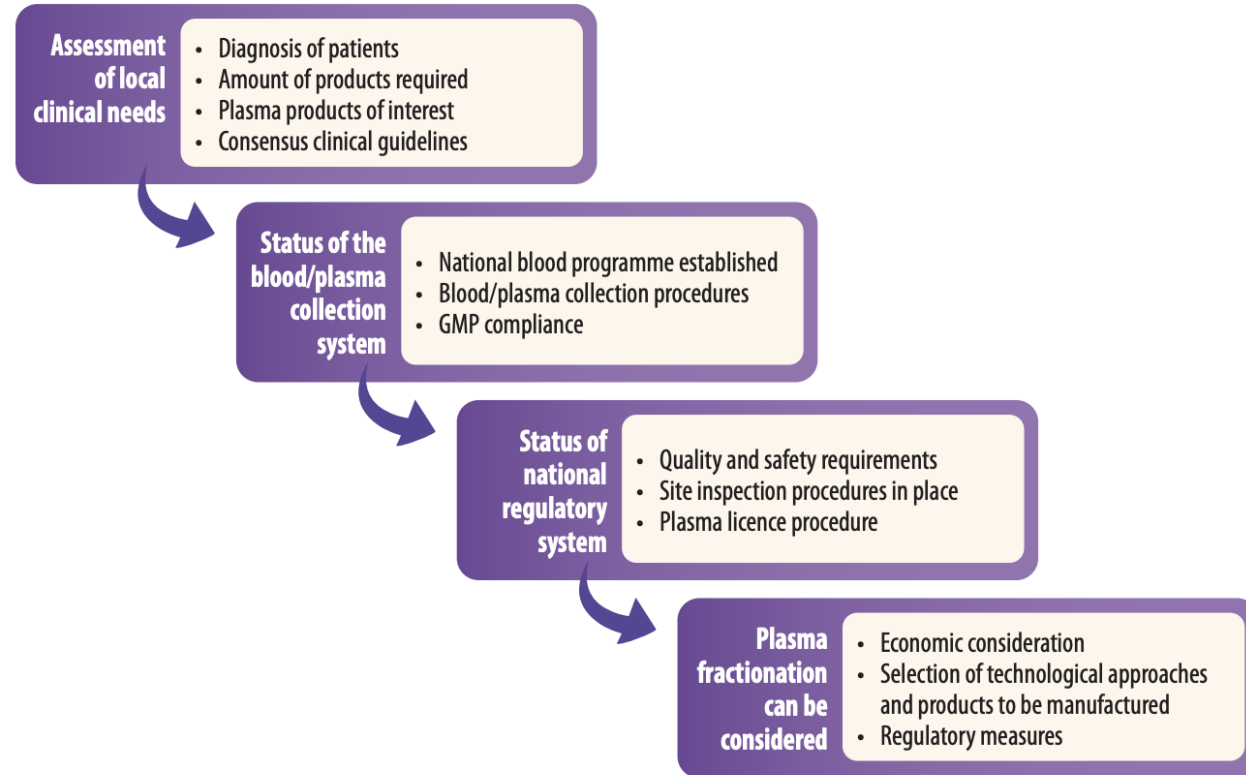 Assessment
of local
clinical needs
• Diagnosis of patients
• Amount of products required
• Plasma products of interest
• Consensus clinical guidelines
Status of the
blood/plasma
collection
system
• National blood programme established
• Blood/plasma collection procedures
• GMP compliance
Status of
national
regulatory
system
• Quality and safety requirements
• Site inspection procedures in place
• Plasma licence procedure
Plasma
fractionation
can be
considered
• Economic consideration
• Selection of technological approaches
and products to be manufactured
• Regulatory measures